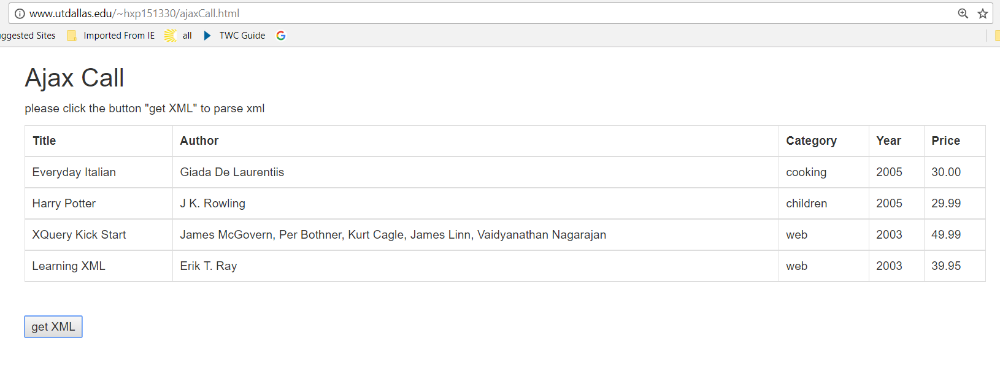 www.utdallas.edu/~hxp151330/ajaxCall.html
ggested Sites Imported From IE all TWC Guide
Ajax Call
please click the button "get XML" to parse xml
Title Author Category Year Price
Everyday Italian Giada De Laurentiis cooking 2005 30.00
Harry Potter J K. Rowling children 2005 29.99
XQuery Kick Start James McGovern, Per Bothner, Kurt Cagle, James Linn, Vaidyanathan Nagarajan web 2003 49.99
Learning XML Erik T. Ray web 2003 39.95
get XML